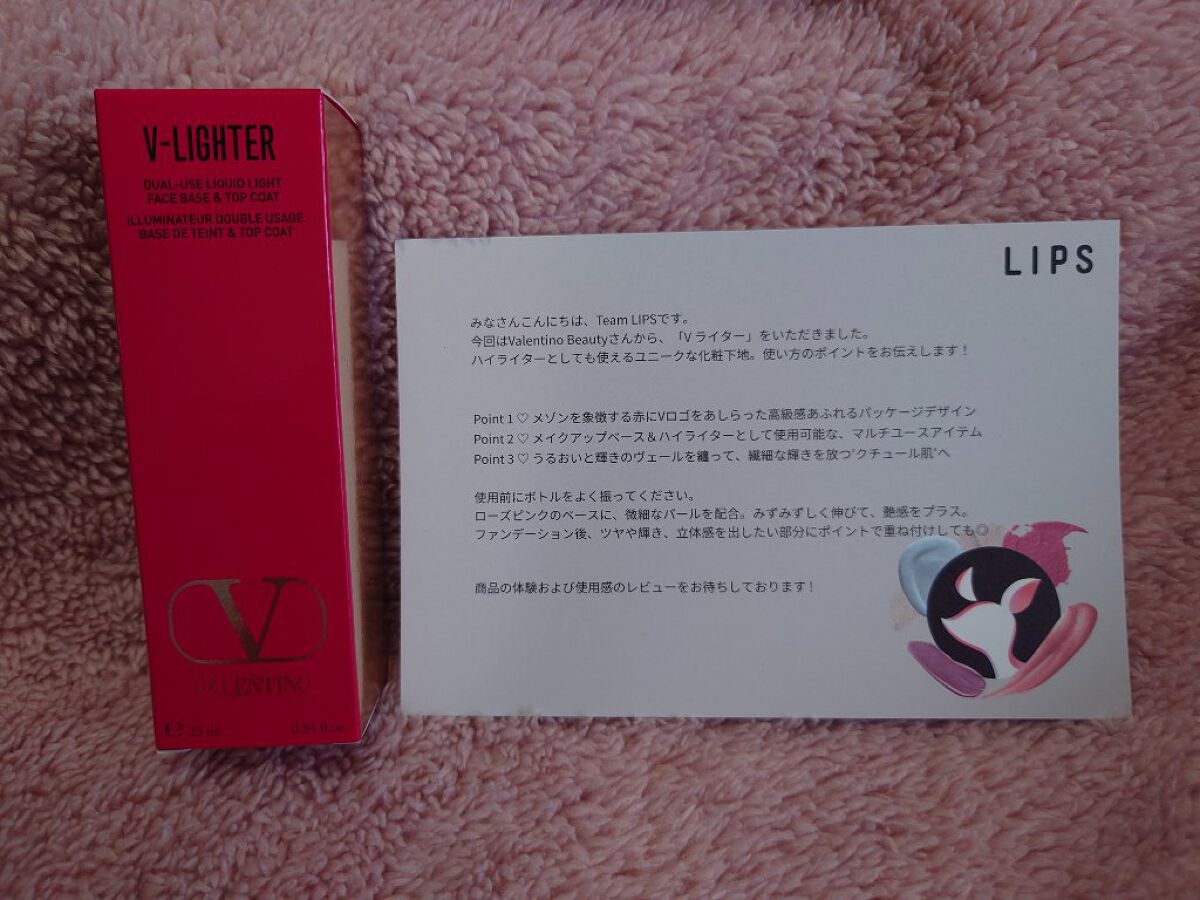 V-LIGHTER
DUAL-USE LIQUID LIGHT
FACE BASE & TOP COAT
ILLUMINATEUR DOUBLE USAGE
BASE DE TEINT & TOP COAT
V
VALENTINO
e 25 ml 0.84 fl.oz.
LIPS
みなさんこんにちは、Team LIPSです。
今回はValentino Beautyさんから、「V ライター」をいただきました。
ハイライターとしても使えるユニークな化粧下地。使い方のポイントをお伝えします！
Point 1 ♡ メゾンを象徴する赤にVロゴをあしらった高級感あふれるパッケージデザイン
Point 2 ♡ メイクアップベース＆ハイライターとして使用可能な、マルチユースアイテム
Point 3 ♡ うるおいと輝きのヴェールを纏って、繊細な輝きを放つ'クチュール肌'へ
使用前にボトルをよく振ってください。
ローズピンクのベースに、微細なパールを配合。みずみずしく伸びて、艶感をプラス。
ファンデーション後、ツヤや輝き、立体感を出したい部分にポイントで重ね付けしても◎
商品の体験および使用感のレビューをお待ちしております！